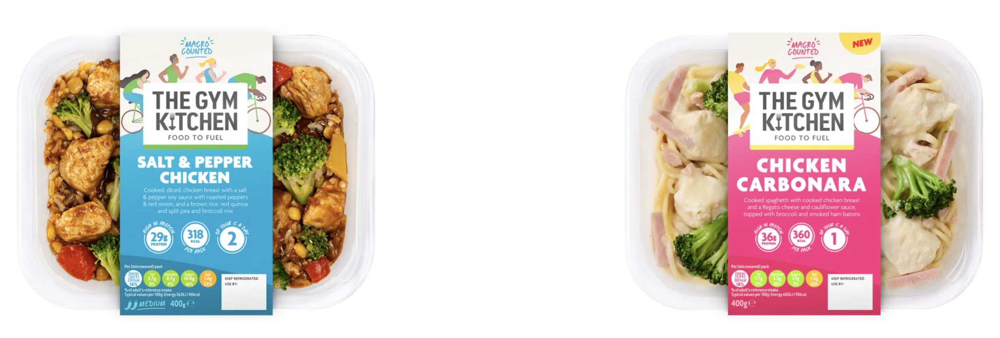 MACRO
COUNTED
THE GYM
KITCHEN
FOOD TO FUEL
SALT & PEPPER
CHICKEN
Cooked, diced, chicken breast with a salt
& pepper soy sauce with roasted peppers
& red onion, and a brown rice, red quinoa
and split pea and broccoli mix
HIGH IN PROTEIN
29g
PROTEIN
318
KCAL
PER PACK
OF YOUR 5 A DAY
2
Per (microwaved) pack
Energy
318 kcal
16%
Fat
3.7g
5%
Saturates
0.7g
4%
Sugars
14.0g
16%
Salt
1.4g
23%
% of adult's reference intake.
Typical values per 100g: Energy 362kJ / 86kcal
MEDIUM 400g e
KEEP REFRIGERATED
USE BY:
MACRO
COUNTED
NEW
THE GYM
KITCHEN
FOOD TO FUEL
CHICKEN
CARBONARA
Cooked spaghetti with cooked chicken breast
and a Regato cheese and cauliflower sauce,
topped with broccoli and smoked ham batons
HIGH IN PROTEIN
36g
PROTEIN
360
KCAL
PER PACK
OF YOUR 5 A DAY
1
Per (microwaved) pack
Energy
1519 kJ
360 kcal
18%
Fat
7.7g
11%
Saturates
3.5g
18%
Sugars
3.1g
3%
Salt
1.5g
25%
% of adult's reference intake.
Typical values per 100g: Energy 402kJ / 95kcal
400g e
KEEP REFRIGERATED
USE BY: